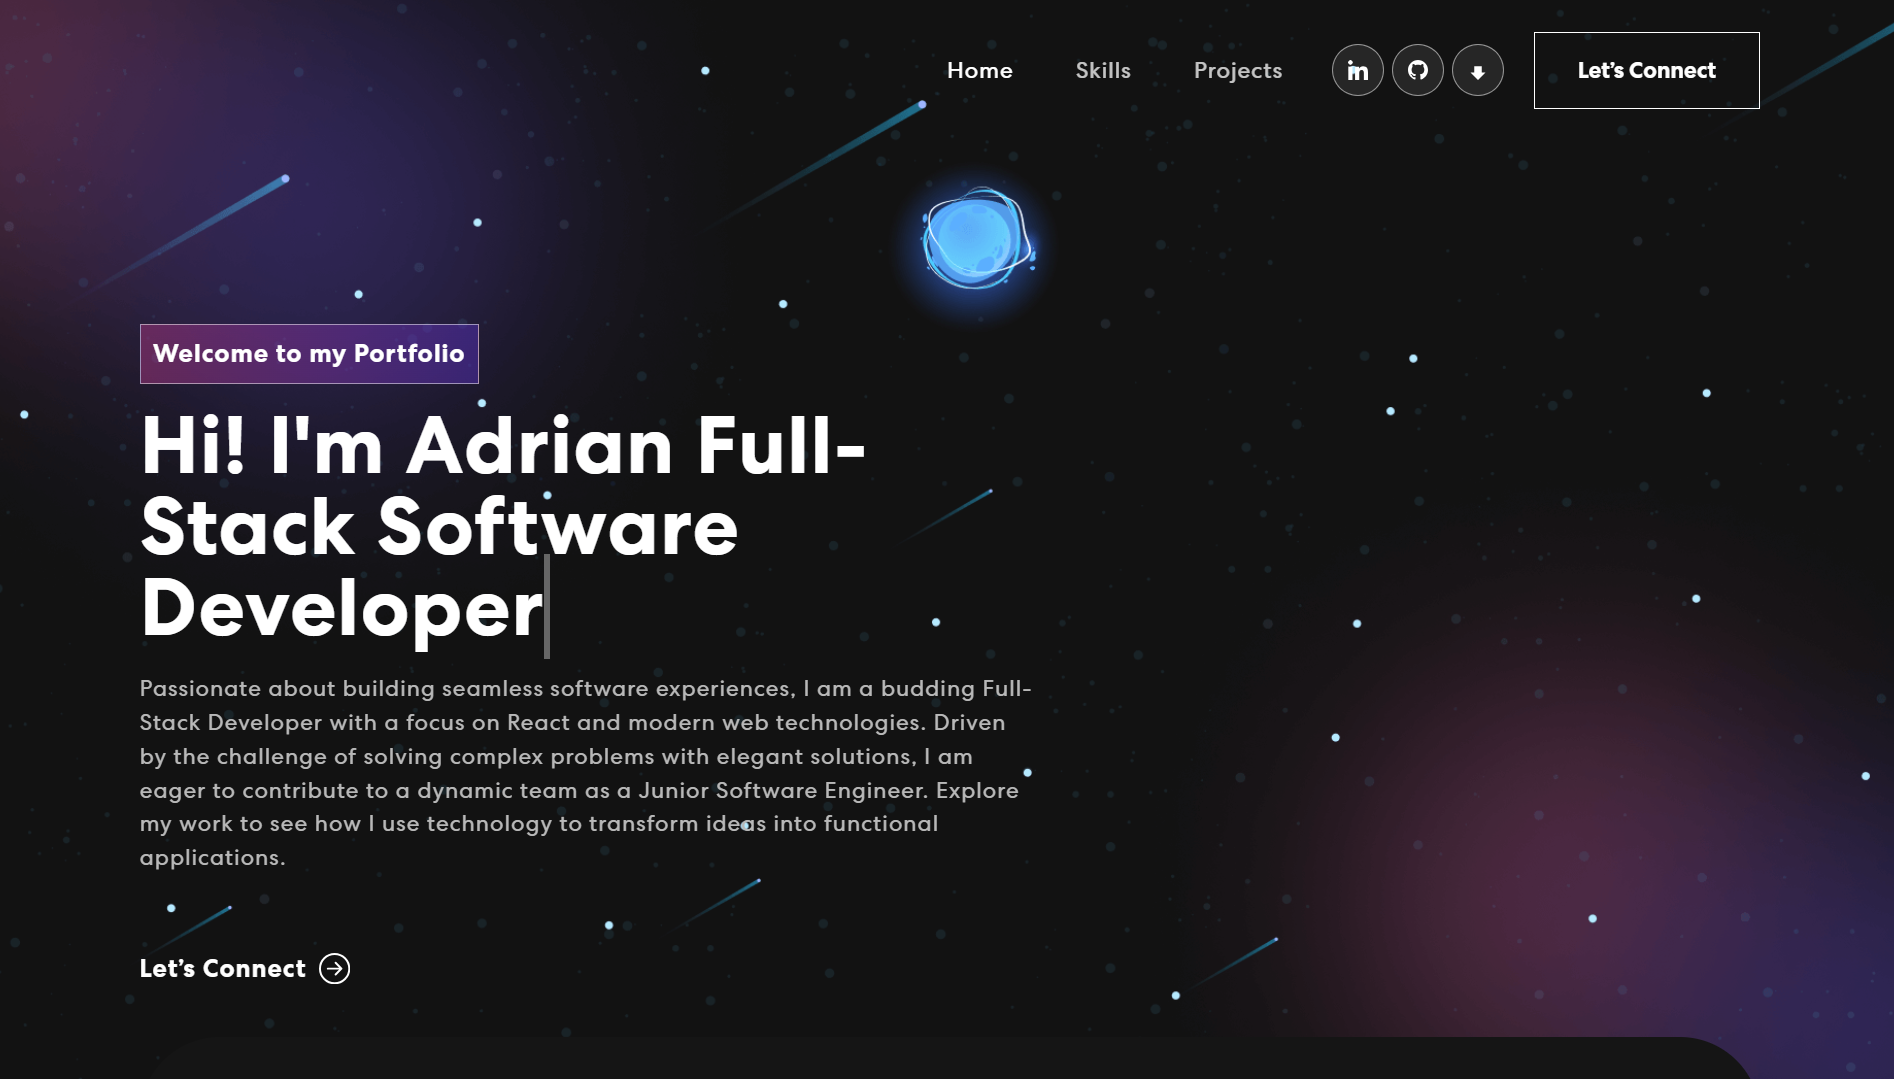 Home Skills Projects in Let's Connect
Welcome to my Portfolio
Hi! I'm Adrian Full-
Stack Software
Developer
Passionate about building seamless software experiences, I am a budding Full-
Stack Developer with a focus on React and modern web technologies. Driven
by the challenge of solving complex problems with elegant solutions, I am
eager to contribute to a dynamic team as a Junior Software Engineer. Explore
my work to see how I use technology to transform ideas into functional
applications.
Let’s Connect